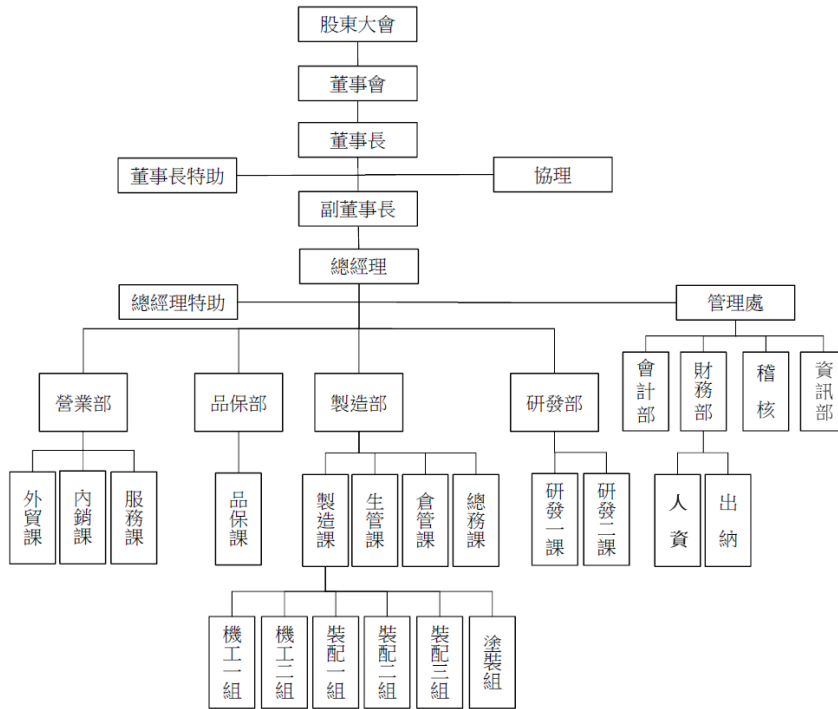 股東大會
董事會
董事長
董事長特助
協理
副董事長
總經理
總經理特助
管理處
營業部
品保部
製造部
研發部
會計部
財務部
稽核
資訊部
外貿課
內銷課
服務課
品保課
製造課
生管課
倉管課
總務課
研發一課
研發二課
人資
出納
機工一組
機工二組
裝配一組
裝配二組
裝配三組
塗裝組